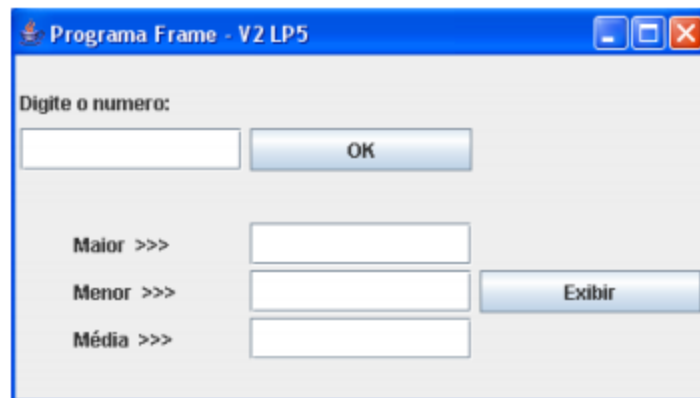 Programa Frame - V2 LP5
Digite o numero:
OK
Maior >>>
Menor >>>
Exibir
Média >>>